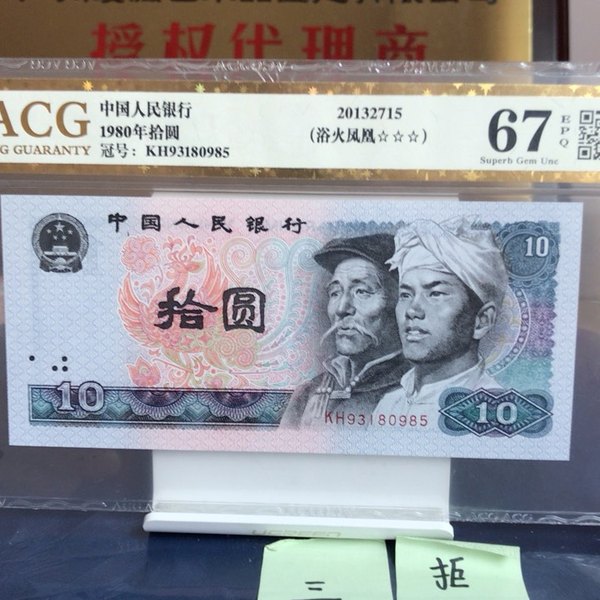 授权代理商
ACG
NG GUARANTY
中国人民银行
1980年拾圆
冠号: KH93180985
20132715
(浴火凤凰☆☆☆)
67
EPQ
Superb Gem Unc
中国人民银行
10
拾圆
10
KH93180985
10
三
拒